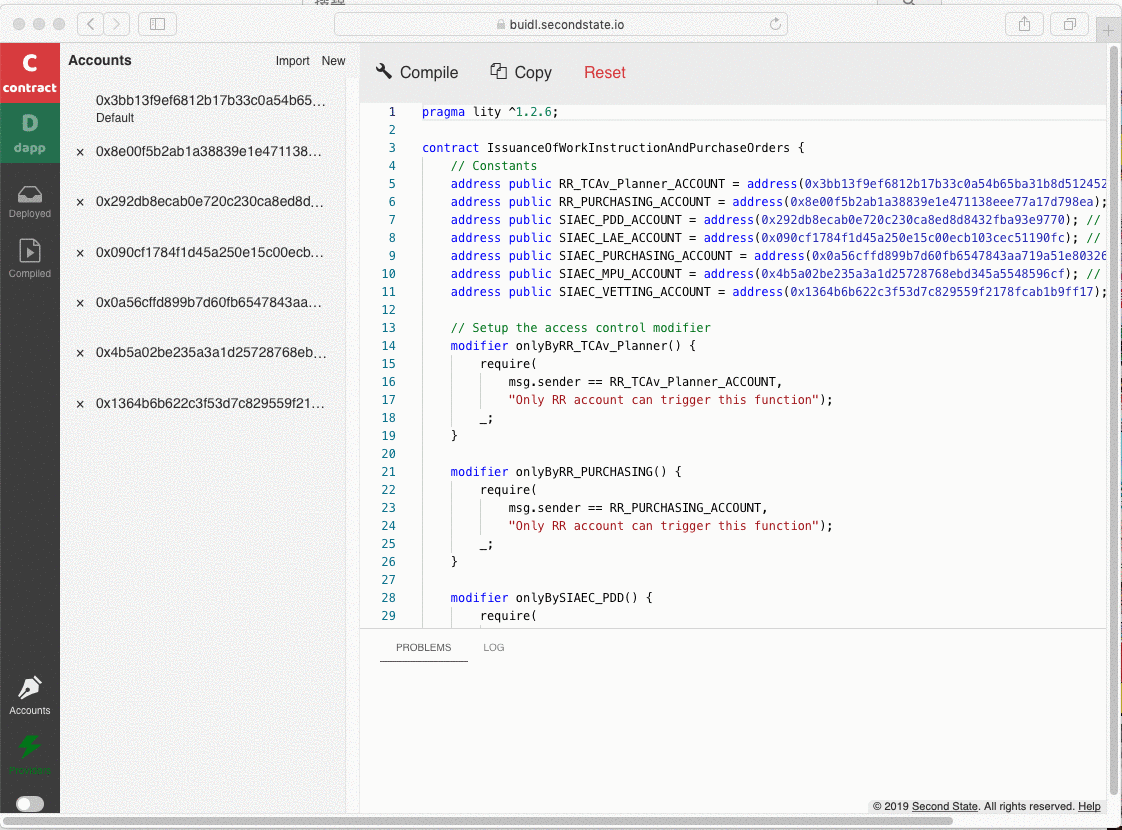 buidl.secondstate.io
C
contract
D
dapp
Deployed
Compiled
Accounts
Providers
Accounts Import New
0x3bb13f9ef6812b17b33c0a54b65...
Default
× 0x8e00f5b2ab1a38839e1e471138...
× 0x292db8ecab0e720c230ca8ed8d...
× 0x090cf1784f1d45a250e15c00ecb...
× 0x0a56cffd899b7d60fb6547843aa...
× 0x4b5a02be235a3a1d25728768eb...
× 0x1364b6b622c3f53d7c829559f21...
Compile Copy Reset
1 pragma lity ^1.2.6;
2
3 contract IssuanceOfWorkInstructionAndPurchaseOrders {
4 // Constants
5 address public RR_TCAv_Planner_ACCOUNT = address(0x3bb13f9ef6812b17b33c0a54b65ba31b8d512452
6 address public RR_PURCHASING_ACCOUNT = address(0x8e00f5b2ab1a38839e1e471138eee77a17d798ea);
7 address public SIAEC_PDD_ACCOUNT = address(0x292db8ecab0e720c230ca8ed8d8432fba93e9770); //
8 address public SIAEC_LAE_ACCOUNT = address(0x090cf1784f1d45a250e15c00ecb103cec51190fc); //
9 address public SIAEC_PURCHASING_ACCOUNT = address(0x0a56cffd899b7d60fb6547843aa719a51e80326
10 address public SIAEC_MPU_ACCOUNT = address(0x4b5a02be235a3a1d25728768ebd345a5548596cf); //
11 address public SIAEC_VETTING_ACCOUNT = address(0x1364b6b622c3f53d7c829559f2178fcab1b9ff17);
12
13 // Setup the access control modifier
14 modifier onlyByRR_TCAv_Planner() {
15 require(
16 msg.sender == RR_TCAv_Planner_ACCOUNT,
17 "Only RR account can trigger this function");
18 _;
19 }
20
21 modifier onlyByRR_PURCHASING() {
22 require(
23 msg.sender == RR_PURCHASING_ACCOUNT,
24 "Only RR account can trigger this function");
25 _;
26 }
27
28 modifier onlyBySIAEC_PDD() {
29 require(
PROBLEMS LOG
© 2019 Second State. All rights reserved. Help